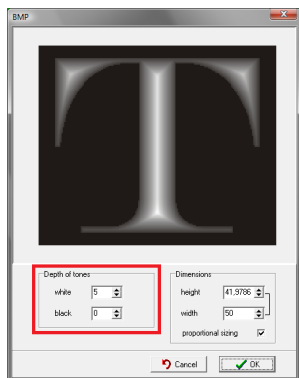 BMP
T
Depth of tones
white 5
black 0
Dimensions
height 41,9786
width 50
proportional sizing
Cancel
OK